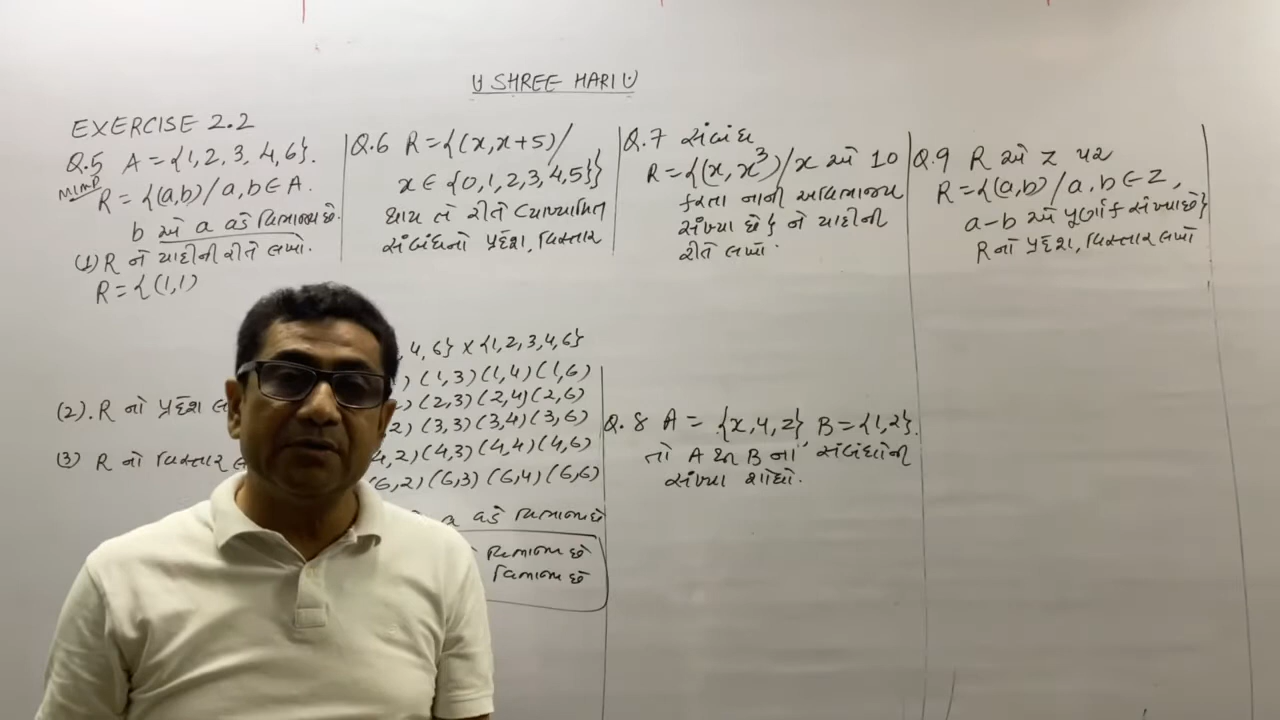 U SHREE HARI U
EXERCISE 2.2
Q.5 A = {1, 2, 3, 4, 6}.
M.IMP R = {(a,b) / a, b ∈ A.
b એ a વડે વિભાજ્ય છે.
(1) R ને યાદીની રીતે લખો.
R = { (1,1)
, 4, 6} × {1, 2, 3, 4, 6}
) (1,3) (1,4) (1,6)
) (2,3) (2,4) (2,6)
2) (3,3) (3,4) (3,6)
4,2) (4,3) (4,4) (4,6)
(6,2) (6,3) (6,4) (6,6)
a વડે વિભાજ્ય છે
વિભાજ્ય છે
વિભાજ્ય છે
(2). R નો પ્રદેશ લ
(3) R નો વિસ્તાર લ
Q.6 R = {(x, x+5) /
x ∈ {0,1,2,3,4,5}}
થાય તે રીતે વ્યાખ્યાયિત
સંબંધનો પ્રદેશ, વિસ્તાર
Q.7 સંબંધ
R = {(x, x³) / x એ 10
કરતા નાની અવિભાજ્ય
સંખ્યા છે } ને યાદીની
રીતે લખો.
Q.8 A = {x, y, z} B = {1,2}.
તો A થી B ના સંબંધોની
સંખ્યા શોધો.
Q.9 R એ Z પર
R = {(a,b) / a, b ∈ Z,
a-b એ પૂર્ણાંક સંખ્યા છે}
R નો પ્રદેશ, વિસ્તાર લખો